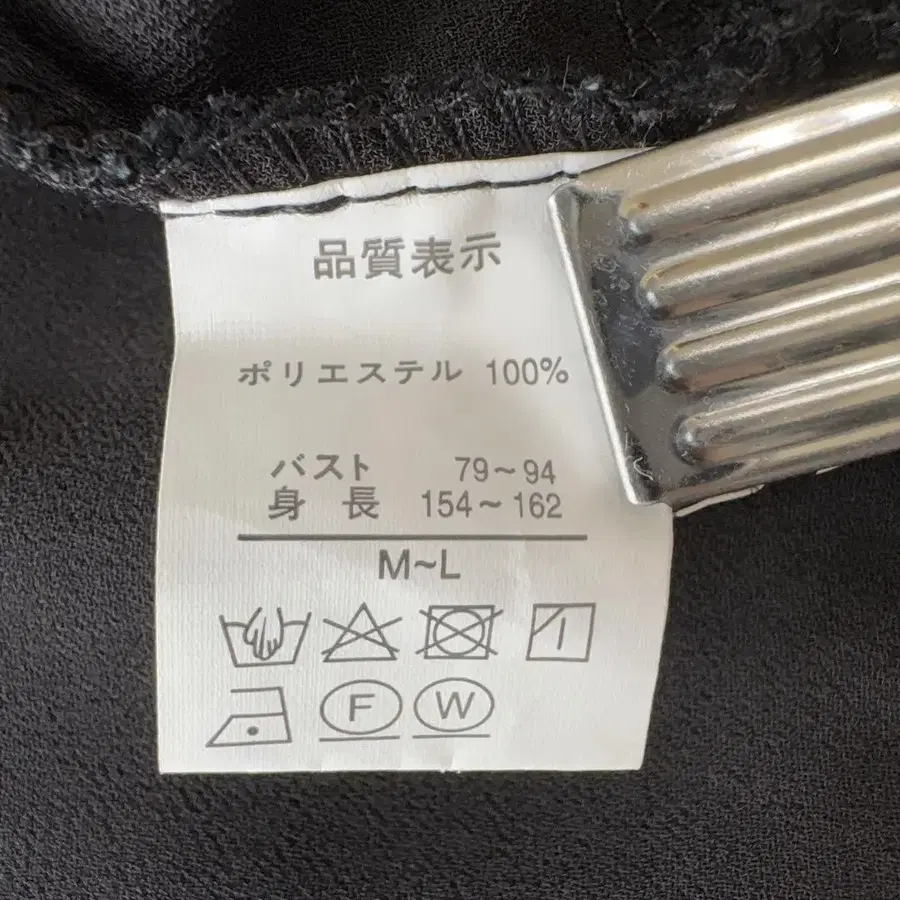 品質表示
ポリエステル 100%
バスト 79~94
身長 154~162
M~L
F W